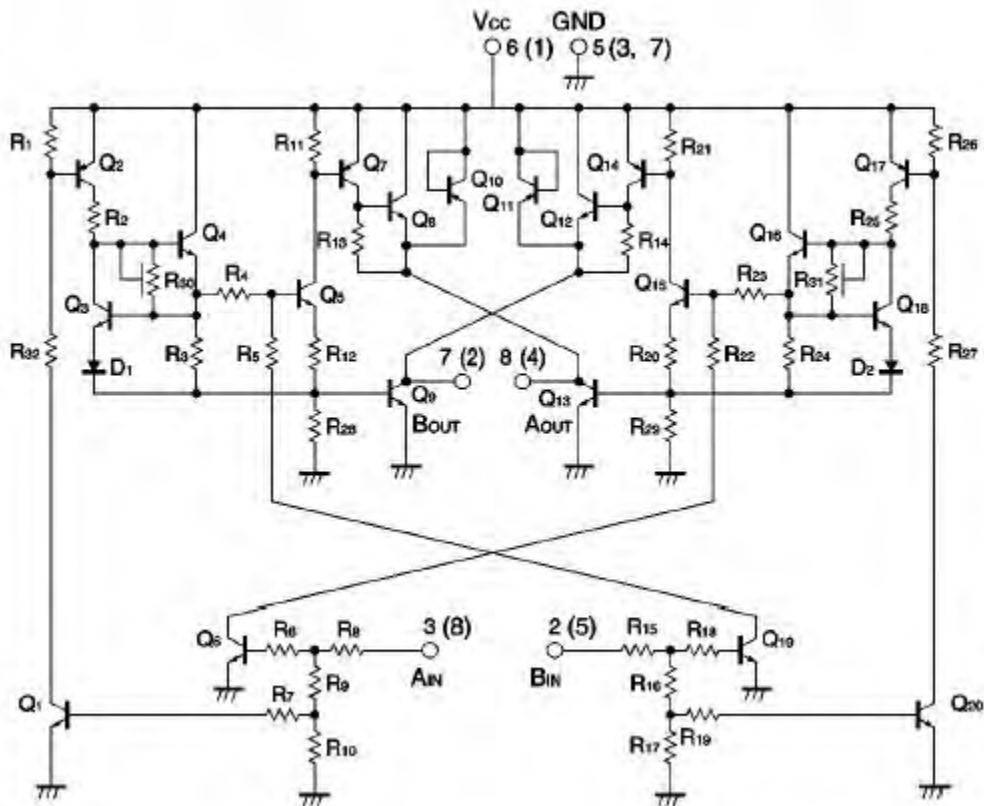 Vcc GND
6 (1) 5 (3, 7)
R1 Q2 R11 Q7 Q10 Q14 R21 Q17 R26
Q8 Q11 Q12
R2 Q4 R13 R14 Q16 R25
R30 R4 Q5 Q15 R23 R31
Q3 Q18
R32 R3 R5 R12 R20 R22 R24 R27
D1 7 (2) 8 (4) D2
Q9 Q13
R28 BOUT AOUT R29
Q6 R6 R8 3 (8) 2 (5) R15 R18 Q19
AIN BIN
R9 R16
Q1 R7 Q20
R10 R17 R19